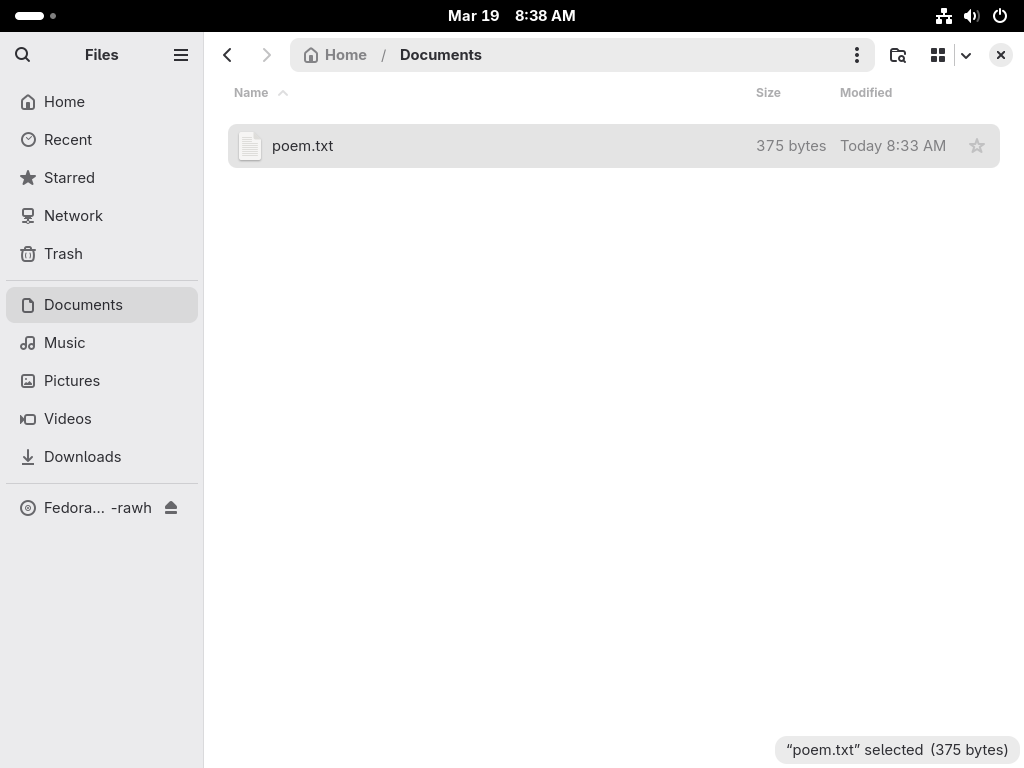 Mar 19 8:38 AM
Files
Home / Documents
Name Size Modified
Home
Recent
Starred
Network
Trash
Documents
Music
Pictures
Videos
Downloads
Fedora... -rawh
poem.txt 375 bytes Today 8:33 AM
“poem.txt” selected (375 bytes)